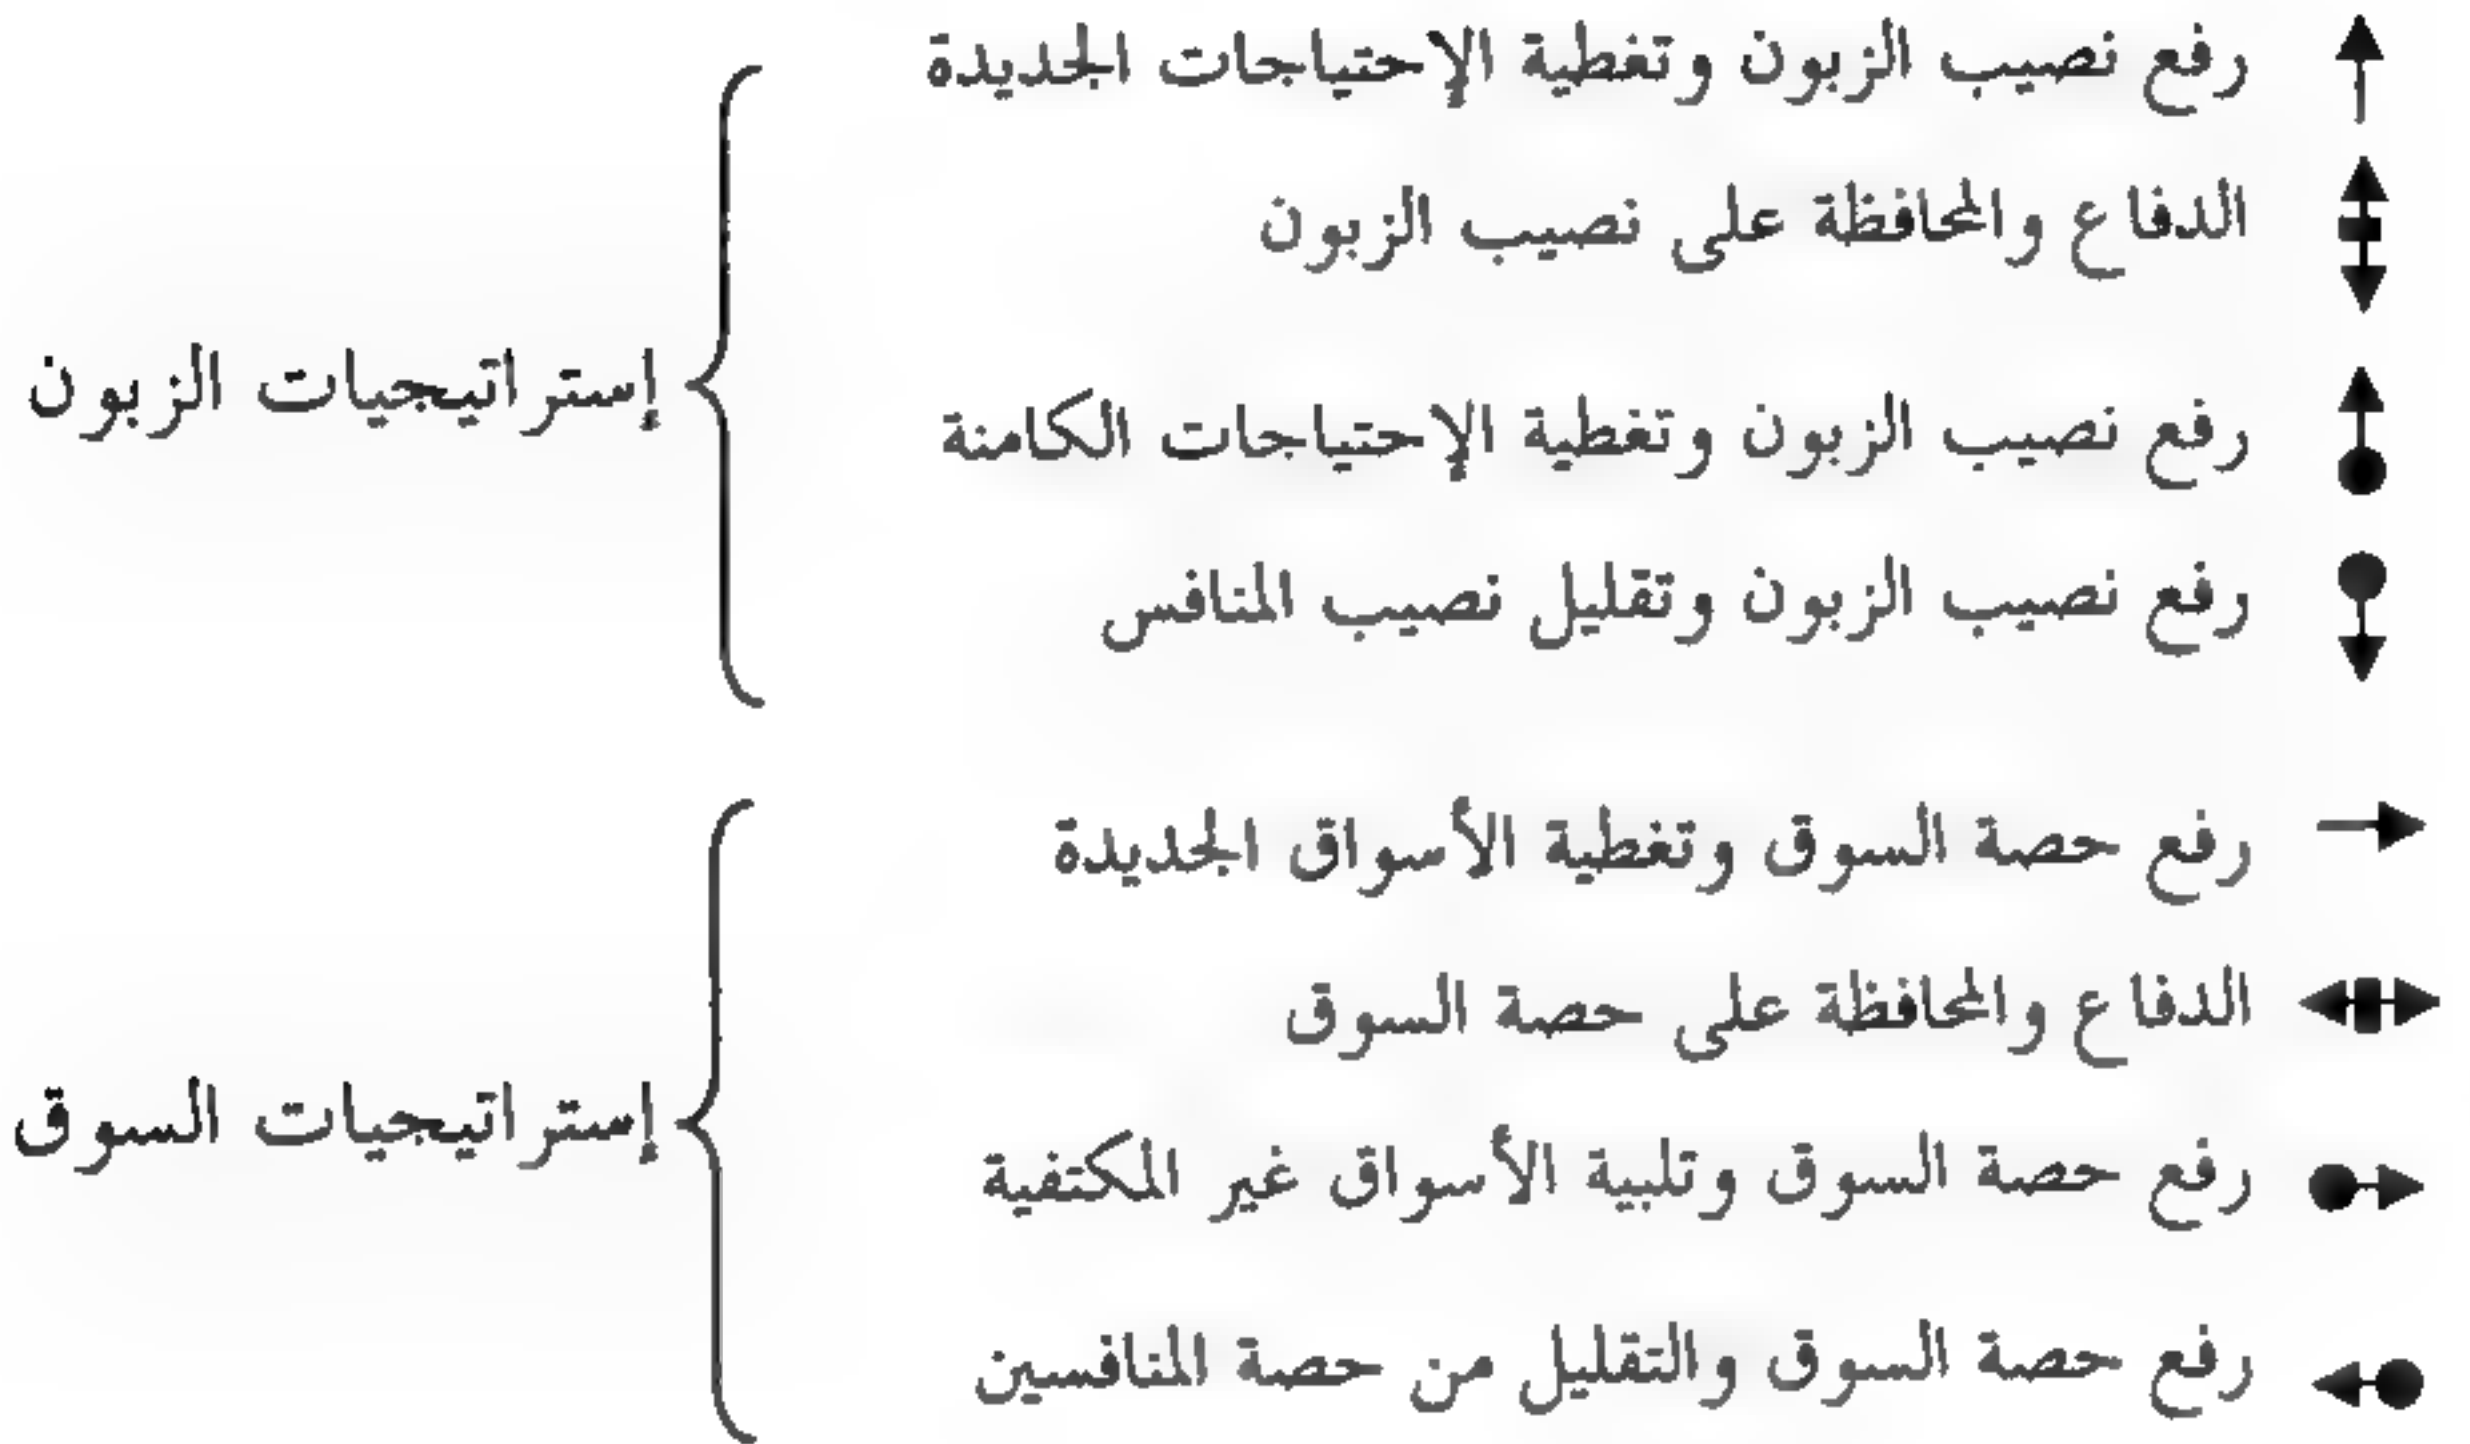 رفع نصيب الزبون وتغطية الإحتياجات الجديدة
الدفاع والمحافظة على نصيب الزبون
رفع نصيب الزبون وتغطية الإحتياجات الكامنة
رفع نصيب الزبون وتقليل نصيب المنافس
إستراتيجيات الزبون
رفع حصة السوق وتغطية الأسواق الجديدة
الدفاع والمحافظة على حصة السوق
رفع حصة السوق وتلبية الأسواق غير المكتفية
رفع حصة السوق والتقليل من حصة المنافسين
إستراتيجيات السوق